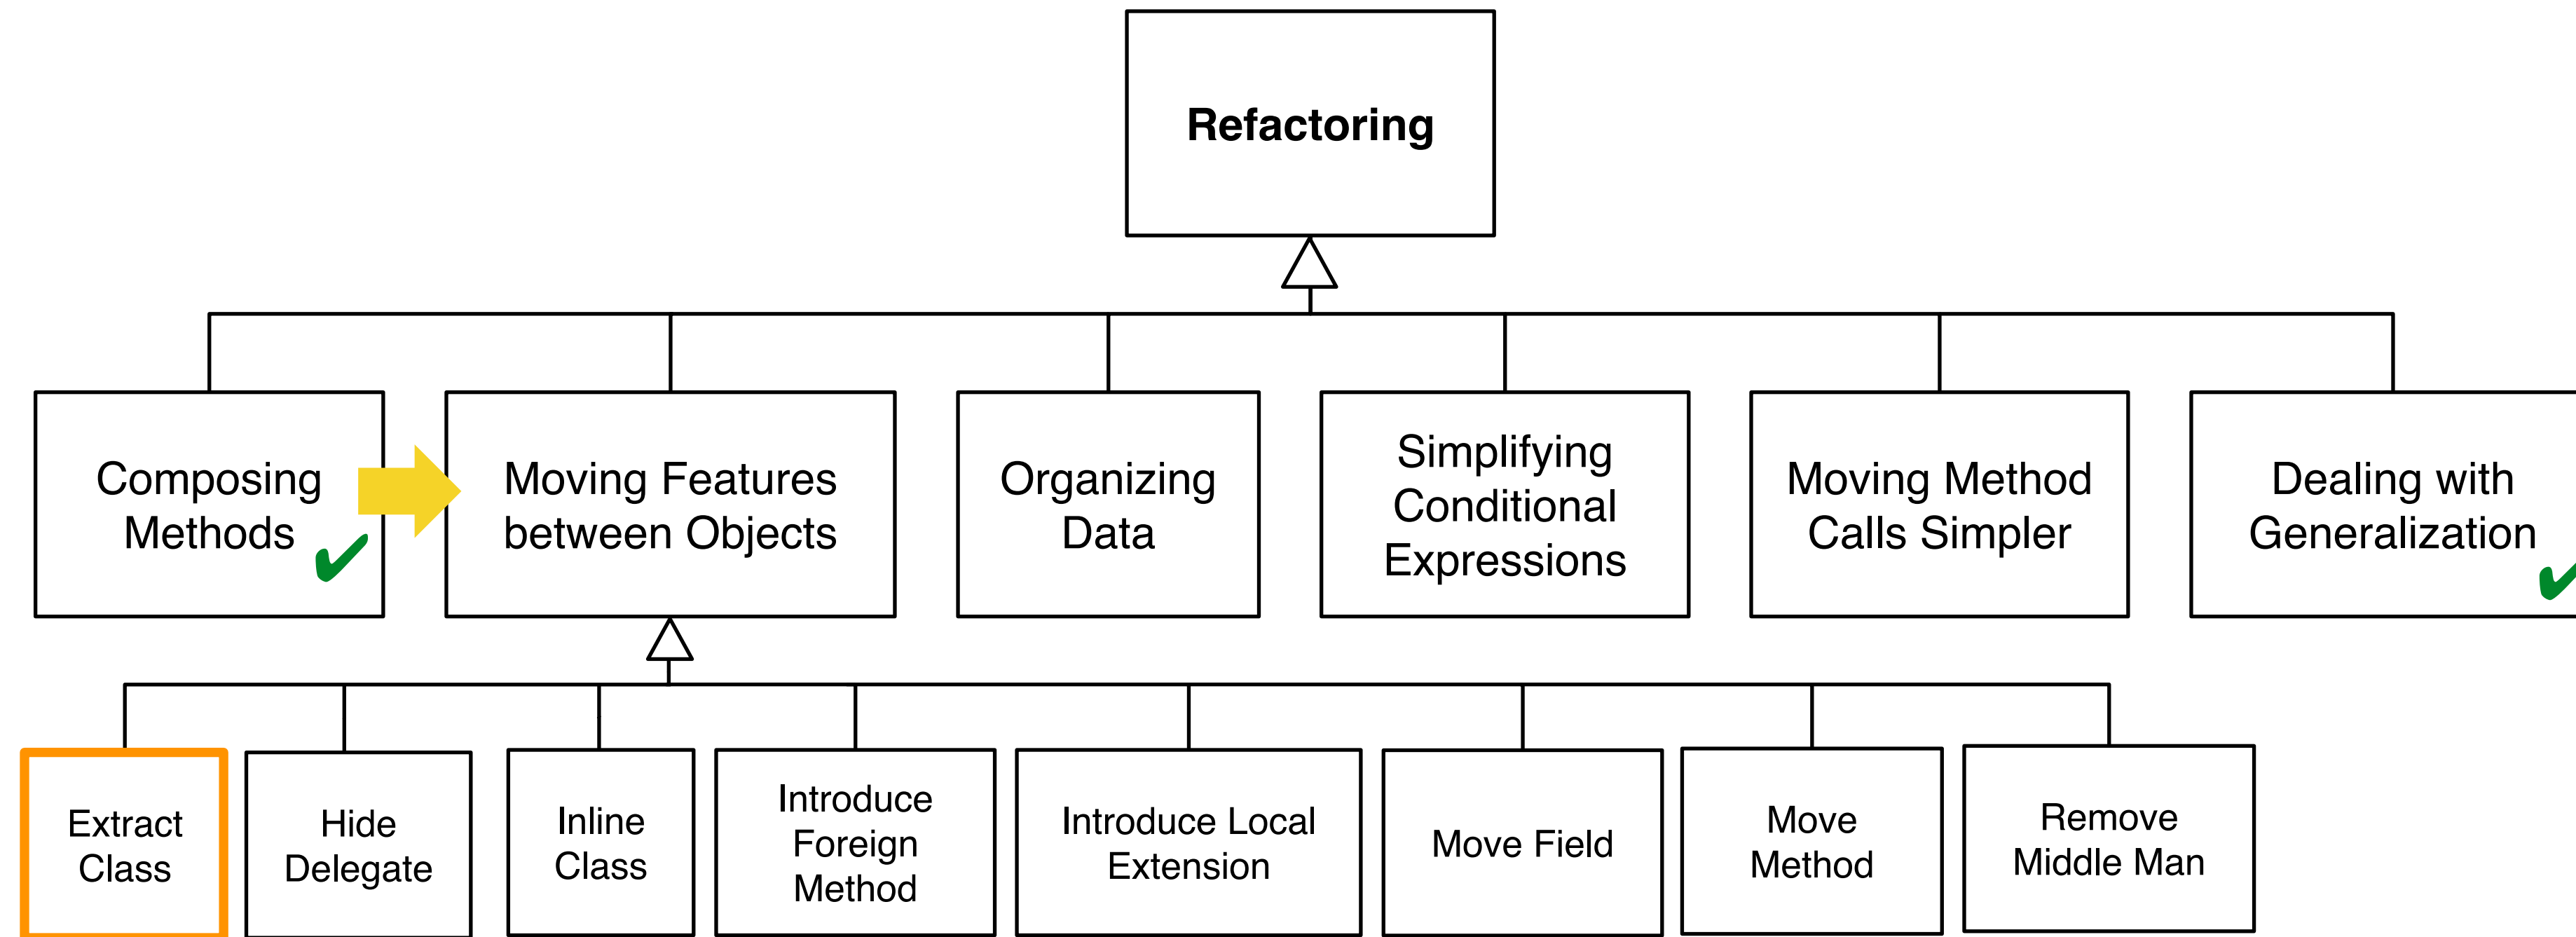 Refactoring
Composing
Methods
Moving Features
between Objects
Organizing
Data
Simplifying
Conditional
Expressions
Moving Method
Calls Simpler
Dealing with
Generalization
Extract
Class
Hide
Delegate
Inline
Class
Introduce
Foreign
Method
Introduce Local
Extension
Move Field
Move
Method
Remove
Middle Man